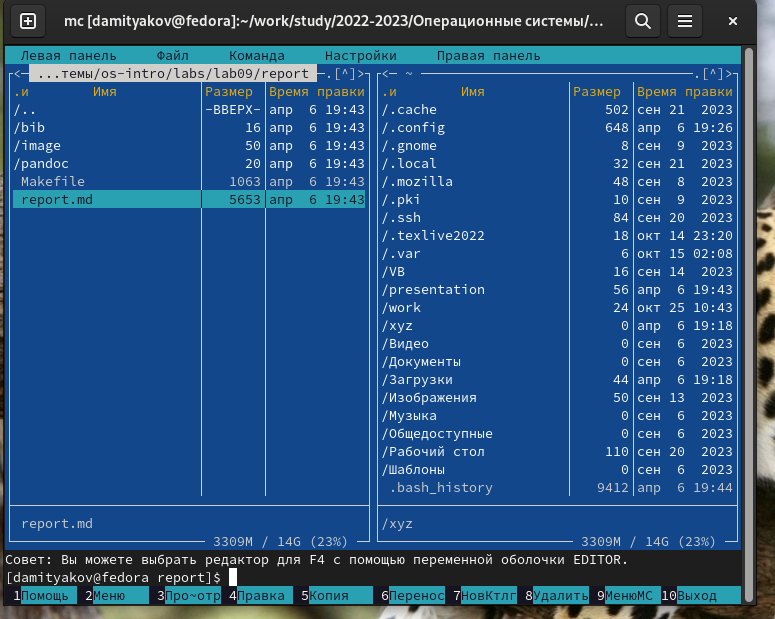 mc [damityakov@fedora]:~/work/study/2022-2023/Операционные системы/...
Левая панель Файл Команда Настройки Правая панель
<─ ...темы/os-intro/labs/lab09/report ─.[^]>
.и Имя Размер Время правки
/.. -ВВЕРХ- апр 6 19:43
/bib 16 апр 6 19:43
/image 50 апр 6 19:43
/pandoc 20 апр 6 19:43
Makefile 1063 апр 6 19:43
report.md 5653 апр 6 19:43
report.md
3309M / 14G (23%)
<─ ~ ─.[^]>
.и Имя Размер Время правки
/.cache 502 сен 21 2023
/.config 648 апр 6 19:26
/.gnome 8 сен 9 2023
/.local 32 сен 21 2023
/.mozilla 48 сен 8 2023
/.pki 10 сен 9 2023
/.ssh 84 сен 20 2023
/.texlive2022 18 окт 14 23:20
/.var 6 окт 15 02:08
/VB 16 сен 14 2023
/presentation 56 апр 6 19:43
/work 24 окт 25 10:43
/xyz 0 апр 6 19:18
/Видео 0 сен 6 2023
/Документы 0 сен 6 2023
/Загрузки 44 апр 6 19:18
/Изображения 50 сен 13 2023
/Музыка 0 сен 6 2023
/Общедоступные 0 сен 6 2023
/Рабочий стол 110 сен 20 2023
/Шаблоны 0 сен 6 2023
.bash_history 9412 апр 6 19:44
/xyz
3309M / 14G (23%)
Совет: Вы можете выбрать редактор для F4 с помощью переменной оболочки EDITOR.
[damityakov@fedora report]$
1Помощь 2Меню 3Про~отр 4Правка 5Копия 6Перенос 7НовКтлг 8Удалить 9МенюMC 10Выход